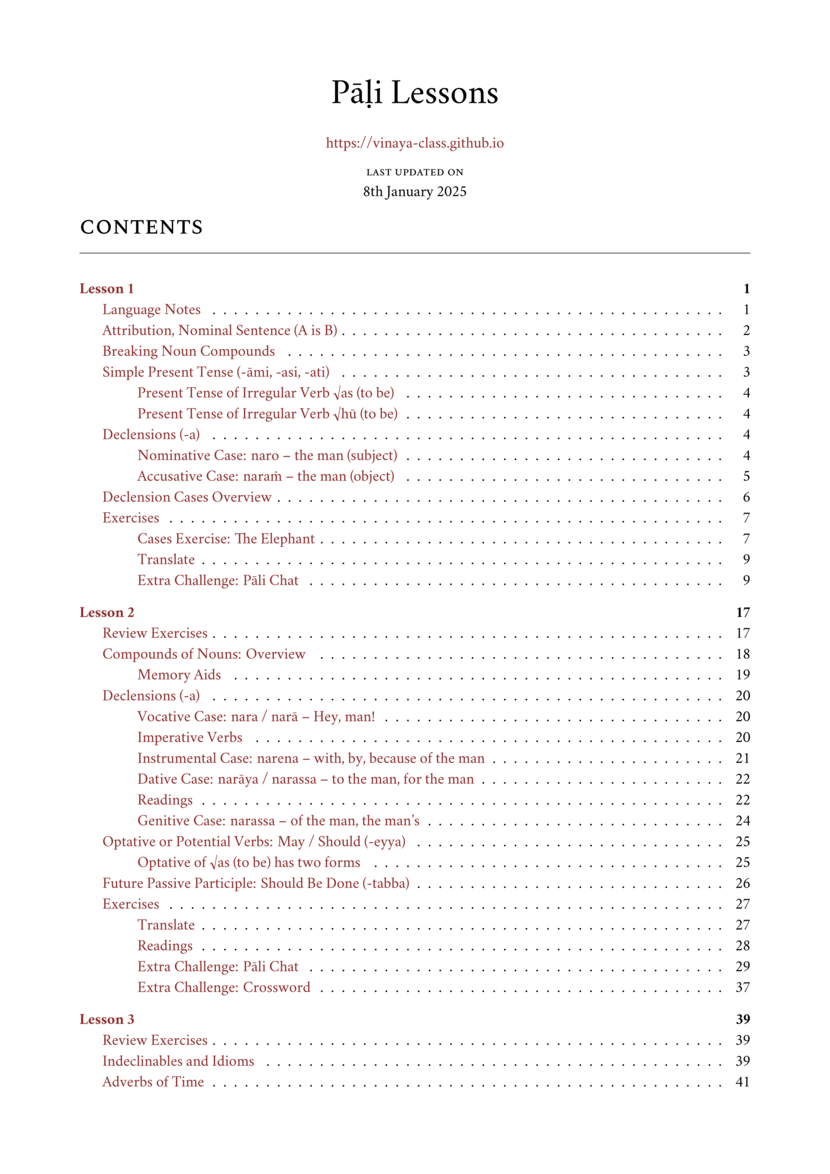 Pāḷi Lessons
https://vinaya-class.github.io
LAST UPDATED ON
8th January 2025
CONTENTS
Lesson 1 1
Language Notes . . . . . . . . . . . . . . . . . . . . 1
Attribution, Nominal Sentence (A is B) . . . . . . . . . . . . . . . . . . . . 2
Breaking Noun Compounds . . . . . . . . . . . . . . . . . . . . 3
Simple Present Tense (-āmi, -asi, -ati) . . . . . . . . . . . . . . . . . . . . 3
Present Tense of Irregular Verb √as (to be) . . . . . . . . . . . . . . . . . . . . 4
Present Tense of Irregular Verb √hū (to be) . . . . . . . . . . . . . . . . . . . . 4
Declensions (-a) . . . . . . . . . . . . . . . . . . . . 4
Nominative Case: naro – the man (subject) . . . . . . . . . . . . . . . . . . . . 4
Accusative Case: naraṁ – the man (object) . . . . . . . . . . . . . . . . . . . . 5
Declension Cases Overview . . . . . . . . . . . . . . . . . . . . 6
Exercises . . . . . . . . . . . . . . . . . . . . 7
Cases Exercise: The Elephant . . . . . . . . . . . . . . . . . . . . 7
Translate . . . . . . . . . . . . . . . . . . . . 9
Extra Challenge: Pāli Chat . . . . . . . . . . . . . . . . . . . . 9
Lesson 2 17
Review Exercises . . . . . . . . . . . . . . . . . . . . 17
Compounds of Nouns: Overview . . . . . . . . . . . . . . . . . . . . 18
Memory Aids . . . . . . . . . . . . . . . . . . . . 19
Declensions (-a) . . . . . . . . . . . . . . . . . . . . 20
Vocative Case: nara / narā – Hey, man! . . . . . . . . . . . . . . . . . . . . 20
Imperative Verbs . . . . . . . . . . . . . . . . . . . . 20
Instrumental Case: narena – with, by, because of the man . . . . . . . . . . . . . . . . . . . . 21
Dative Case: narāya / narassa – to the man, for the man . . . . . . . . . . . . . . . . . . . . 22
Readings . . . . . . . . . . . . . . . . . . . . 22
Genitive Case: narassa – of the man, the man’s . . . . . . . . . . . . . . . . . . . . 24
Optative or Potential Verbs: May / Should (-eyya) . . . . . . . . . . . . . . . . . . . . 25
Optative of √as (to be) has two forms . . . . . . . . . . . . . . . . . . . . 25
Future Passive Participle: Should Be Done (-tabba) . . . . . . . . . . . . . . . . . . . . 26
Exercises . . . . . . . . . . . . . . . . . . . . 27
Translate . . . . . . . . . . . . . . . . . . . . 27
Readings . . . . . . . . . . . . . . . . . . . . 28
Extra Challenge: Pāli Chat . . . . . . . . . . . . . . . . . . . . 29
Extra Challenge: Crossword . . . . . . . . . . . . . . . . . . . . 37
Lesson 3 39
Review Exercises . . . . . . . . . . . . . . . . . . . . 39
Indeclinables and Idioms . . . . . . . . . . . . . . . . . . . . 39
Adverbs of Time . . . . . . . . . . . . . . . . . . . . 41